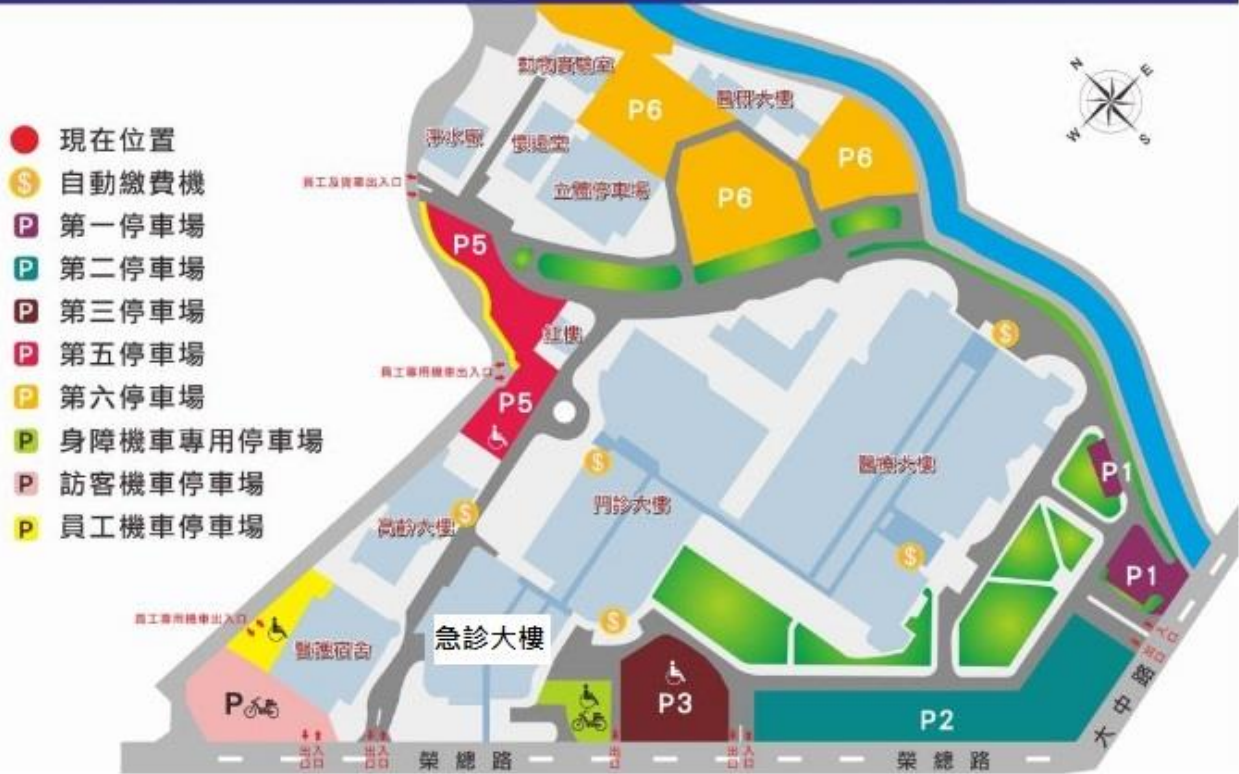 現在位置
$ 自動繳費機
P 第一停車場
P 第二停車場
P 第三停車場
P 第五停車場
P 第六停車場
P 身障機車專用停車場
P 訪客機車停車場
P 員工機車停車場
N
E
W
S
動物實驗室
P6
醫研大樓
淨水廠
懷遠堂
P6
員工及貨車出入口
立體停車場
P6
P5
紅樓
$
員工專用機車出入口
P5
$
醫療大樓
P1
門診大樓
$
高齡大樓
$
P1
員工專用機車出入口
$
急診大樓
醫護宿舍
入口
出口
P
P3
大中路
P2
出口
入口
出口
入口
榮總路
出口
出口
入口
榮總路